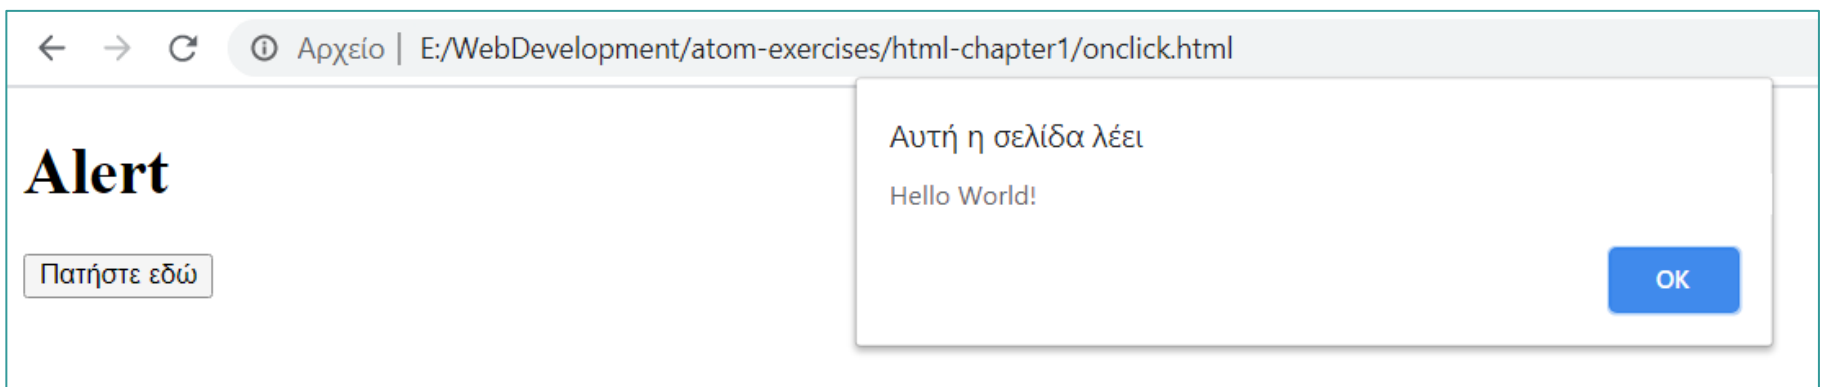 Αρχείο | E:/WebDevelopment/atom-exercises/html-chapter1/onclick.html
Αυτή η σελίδα λέει
Hello World!
OK
Alert
Πατήστε εδώ